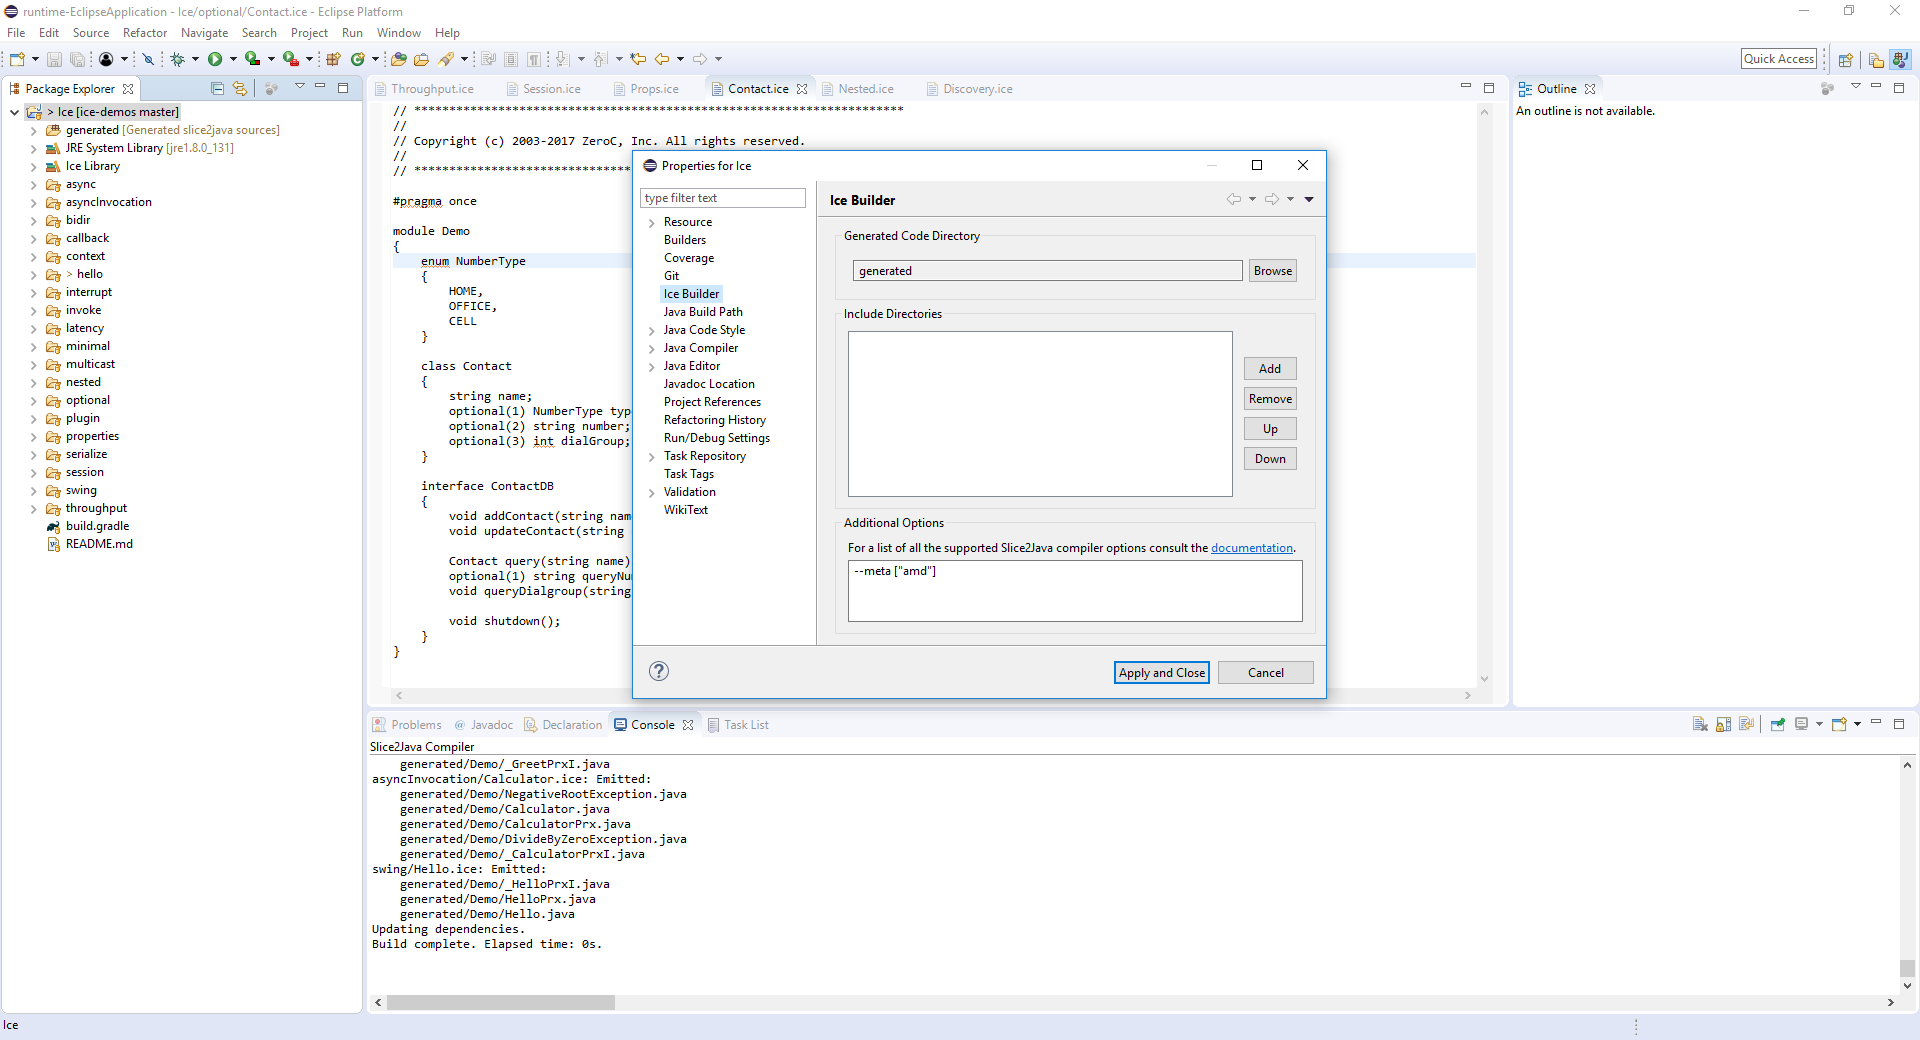 runtime-EclipseApplication - Ice/optional/Contact.ice - Eclipse Platform
File Edit Source Refactor Navigate Search Project Run Window Help
Quick Access
Package Explorer
> Ice [ice-demos master]
generated [Generated slice2java sources]
JRE System Library [jre1.8.0_131]
Ice Library
async
asyncInvocation
bidir
callback
context
> hello
interrupt
invoke
latency
minimal
multicast
nested
optional
plugin
properties
serialize
session
swing
throughput
build.gradle
README.md
Throughput.ice Session.ice Props.ice Contact.ice Nested.ice Discovery.ice
// **********************************************************************
//
// Copyright (c) 2003-2017 ZeroC, Inc. All rights reserved.
//
// *******************************
#pragma once
module Demo
{
enum NumberType
{
HOME,
OFFICE,
CELL
}
class Contact
{
string name;
optional(1) NumberType typ
optional(2) string number;
optional(3) int dialGroup;
}
interface ContactDB
{
void addContact(string nam
void updateContact(string
Contact query(string name)
optional(1) string queryNu
void queryDialgroup(string
void shutdown();
}
}
Properties for Ice
type filter text
Resource
Builders
Coverage
Git
Ice Builder
Java Build Path
Java Code Style
Java Compiler
Java Editor
Javadoc Location
Project References
Refactoring History
Run/Debug Settings
Task Repository
Task Tags
Validation
WikiText
Ice Builder
Generated Code Directory
generated
Browse
Include Directories
Add
Remove
Up
Down
Additional Options
For a list of all the supported Slice2Java compiler options consult the documentation.
--meta ["amd"]
Apply and Close
Cancel
Outline
An outline is not available.
Problems @ Javadoc Declaration Console Task List
Slice2Java Compiler
generated/Demo/_GreetPrxI.java
asyncInvocation/Calculator.ice: Emitted:
generated/Demo/NegativeRootException.java
generated/Demo/Calculator.java
generated/Demo/CalculatorPrx.java
generated/Demo/DivideByZeroException.java
generated/Demo/_CalculatorPrxI.java
swing/Hello.ice: Emitted:
generated/Demo/_HelloPrxI.java
generated/Demo/HelloPrx.java
generated/Demo/Hello.java
Updating dependencies.
Build complete. Elapsed time: 0s.
Ice